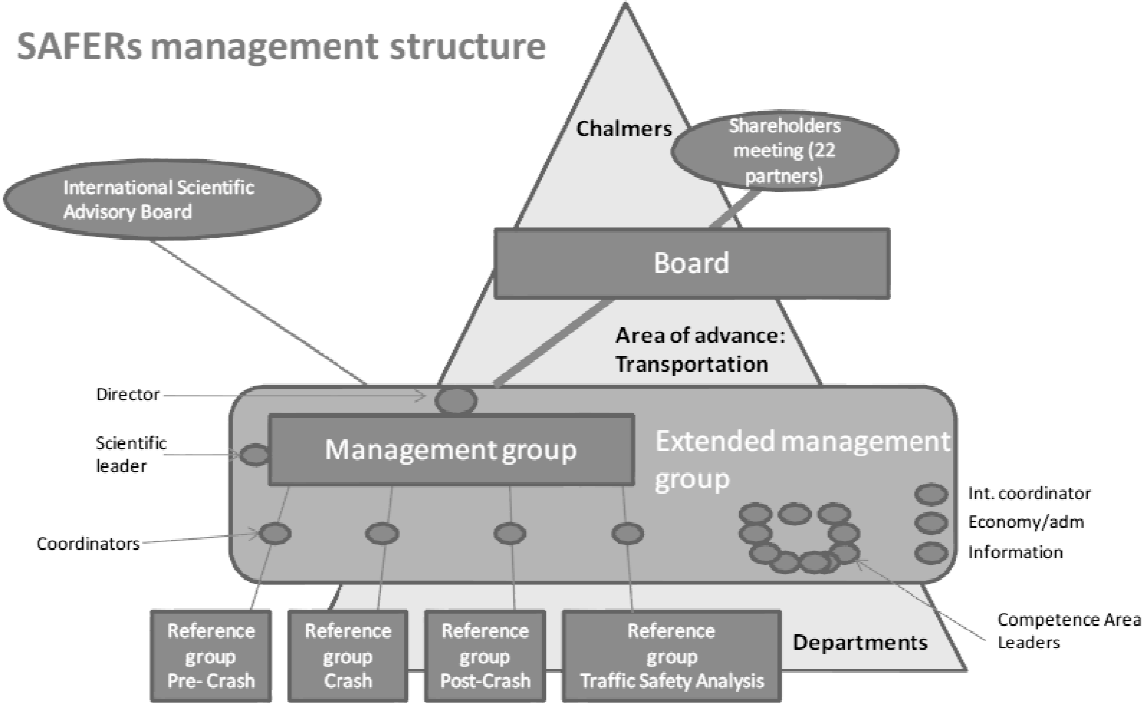 SAFERs management structure
Chalmers
Shareholders
meeting (22
partners)
International Scientific
Advisory Board
Board
Area of advance:
Transportation
Director
Scientific
leader
Management group
Extended management
group
Int. coordinator
Economy/adm
Information
Coordinators
Competence Area
Leaders
Reference
group
Pre- Crash
Reference
group
Crash
Reference
group
Post-Crash
Reference
group
Traffic Safety Analysis
Departments